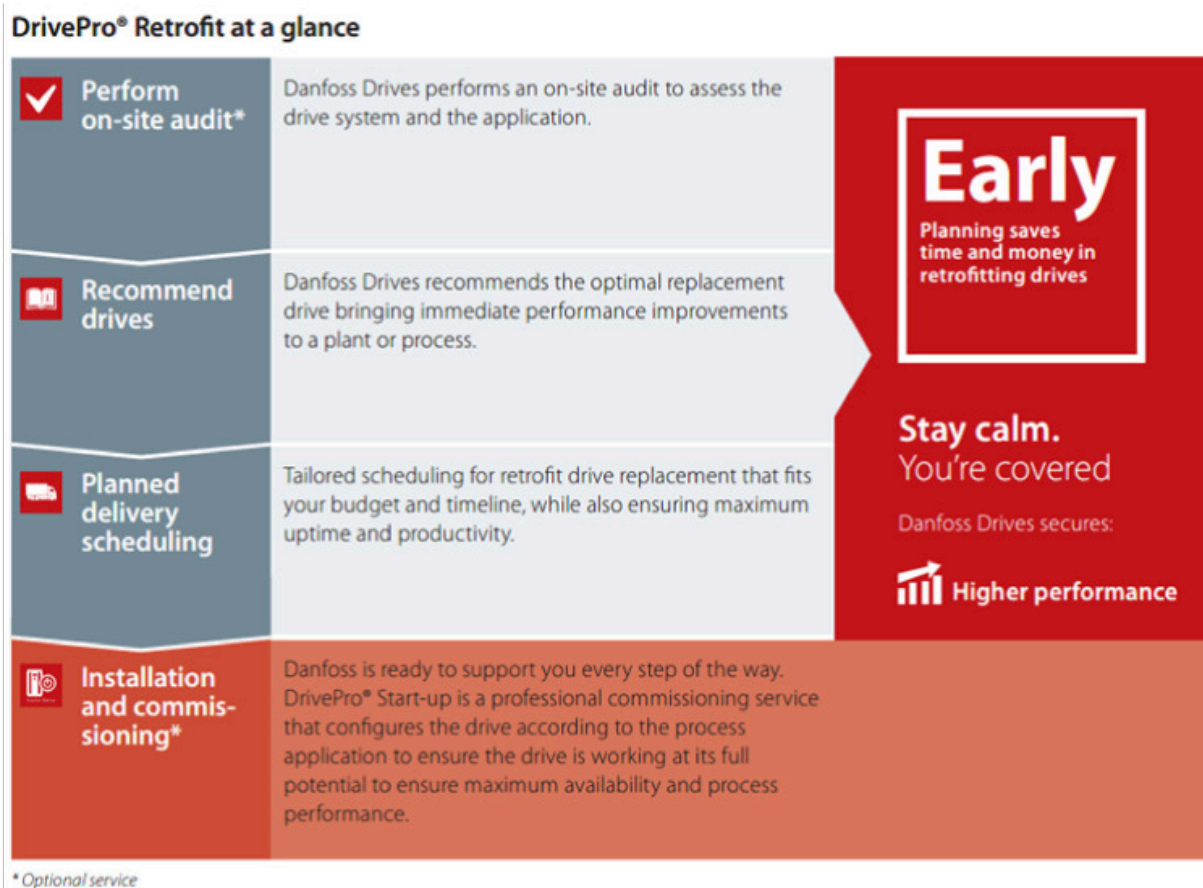 DrivePro® Retrofit at a glance
Perform
on-site audit*
Danfoss Drives performs an on-site audit to assess the
drive system and the application.
Recommend
drives
Danfoss Drives recommends the optimal replacement
drive bringing immediate performance improvements
to a plant or process.
Planned
delivery
scheduling
Tailored scheduling for retrofit drive replacement that fits
your budget and timeline, while also ensuring maximum
uptime and productivity.
Installation
and commis-
sioning*
Danfoss is ready to support you every step of the way.
DrivePro® Start-up is a professional commissioning service
that configures the drive according to the process
application to ensure the drive is working at its full
potential to ensure maximum availability and process
performance.
Early
Planning saves
time and money in
retrofitting drives
Stay calm.
You're covered
Danfoss Drives secures:
Higher performance
* Optional service